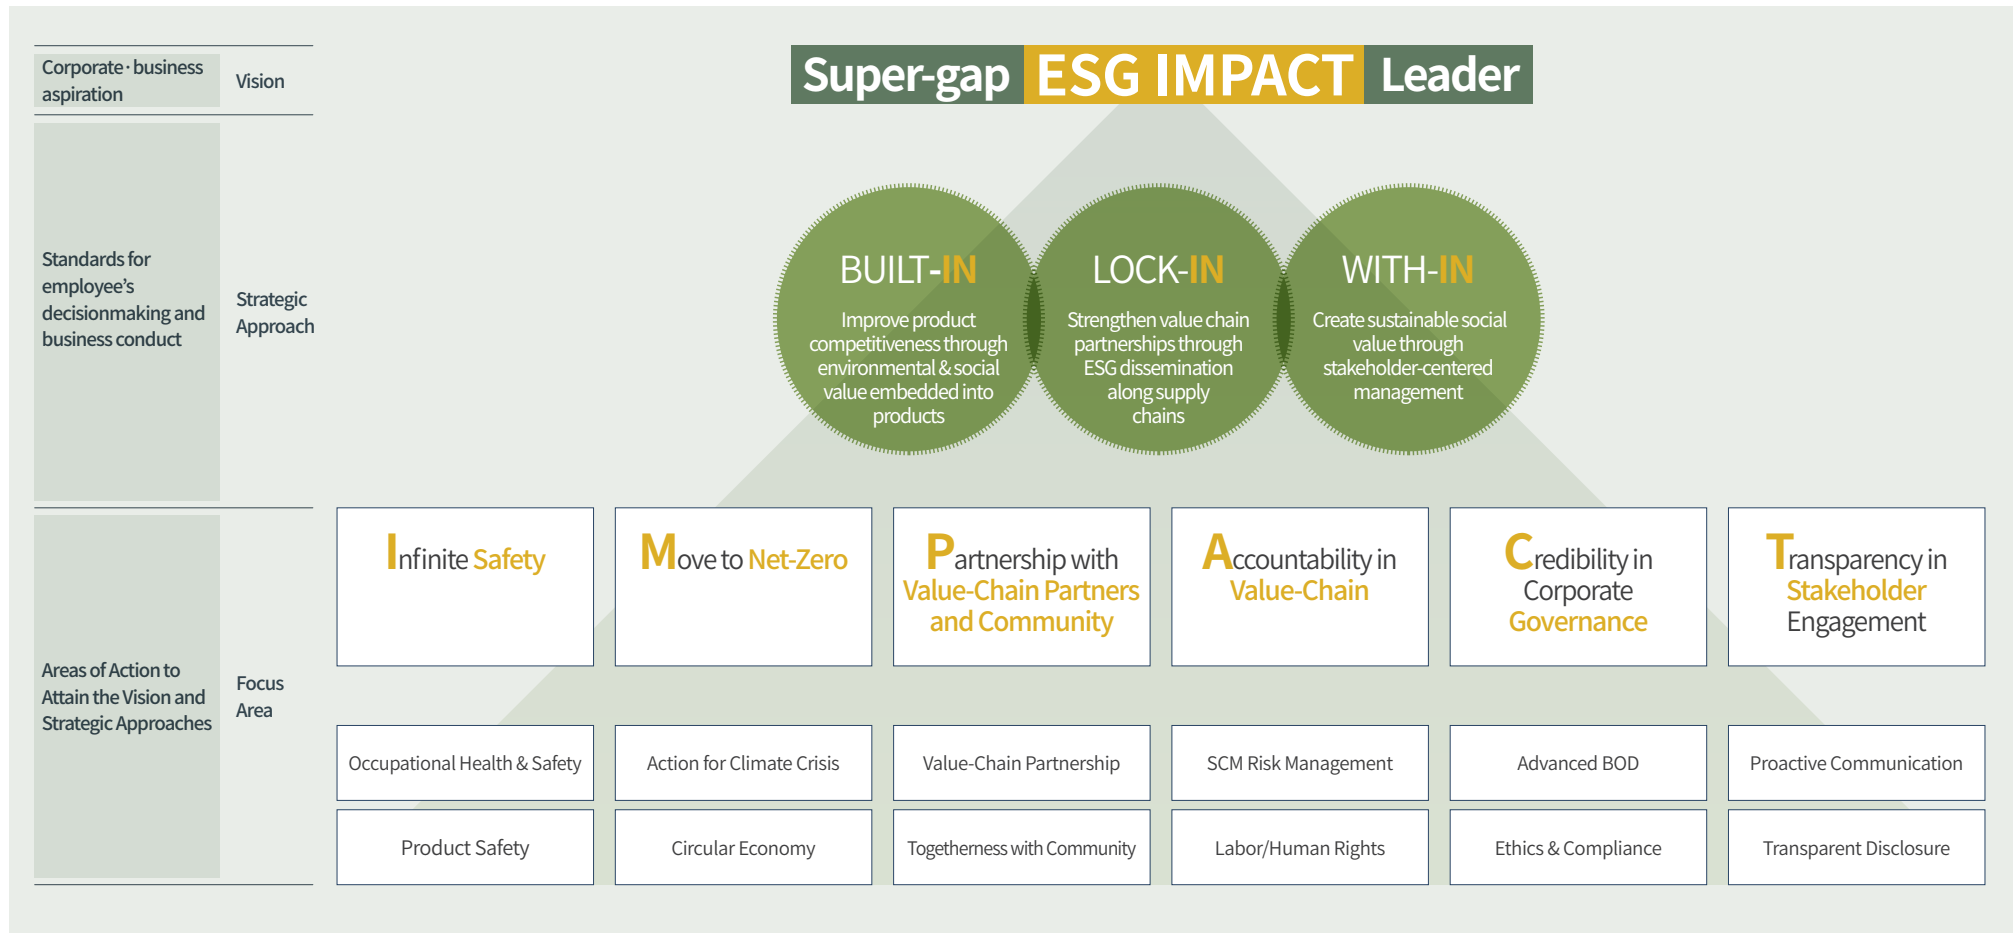 Corporate · business
aspiration
Vision
Super-gap ESG IMPACT Leader
Standards for
employee's
decisionmaking and
business conduct
Strategic
Approach
BUILT-IN
Improve product
competitiveness through
environmental & social
value embedded into
products
LOCK-IN
Strengthen value chain
partnerships through
ESG dissemination
along supply
chains
WITH-IN
Create sustainable social
value through
stakeholder-centered
management
Areas of Action to
Attain the Vision and
Strategic Approaches
Focus
Area
Infinite Safety
Move to Net-Zero
Partnership with
Value-Chain Partners
and Community
Accountability in
Value-Chain
Credibility in
Corporate
Governance
Transparency in
Stakeholder
Engagement
Occupational Health & Safety
Action for Climate Crisis
Value-Chain Partnership
SCM Risk Management
Advanced BOD
Proactive Communication
Product Safety
Circular Economy
Togetherness with Community
Labor/Human Rights
Ethics & Compliance
Transparent Disclosure